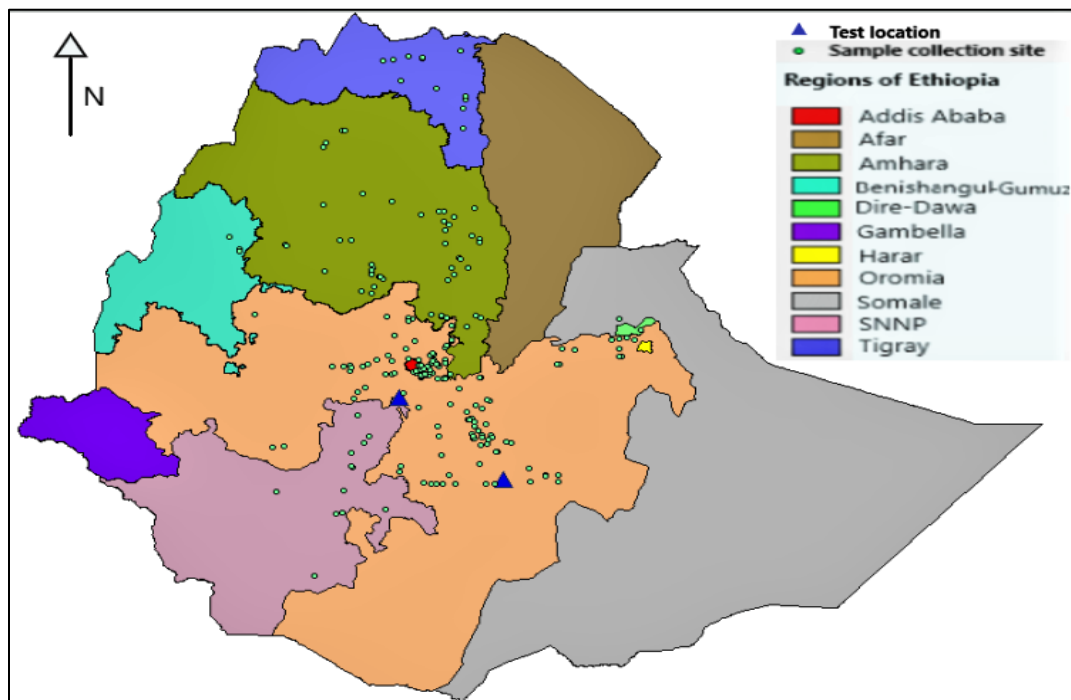 Test location
Sample collection site
N
Regions of Ethiopia
Addis Ababa
Afar
Amhara
Benishangul-Gumuz
Dire-Dawa
Gambella
Harar
Oromia
Somale
SNNP
Tigray